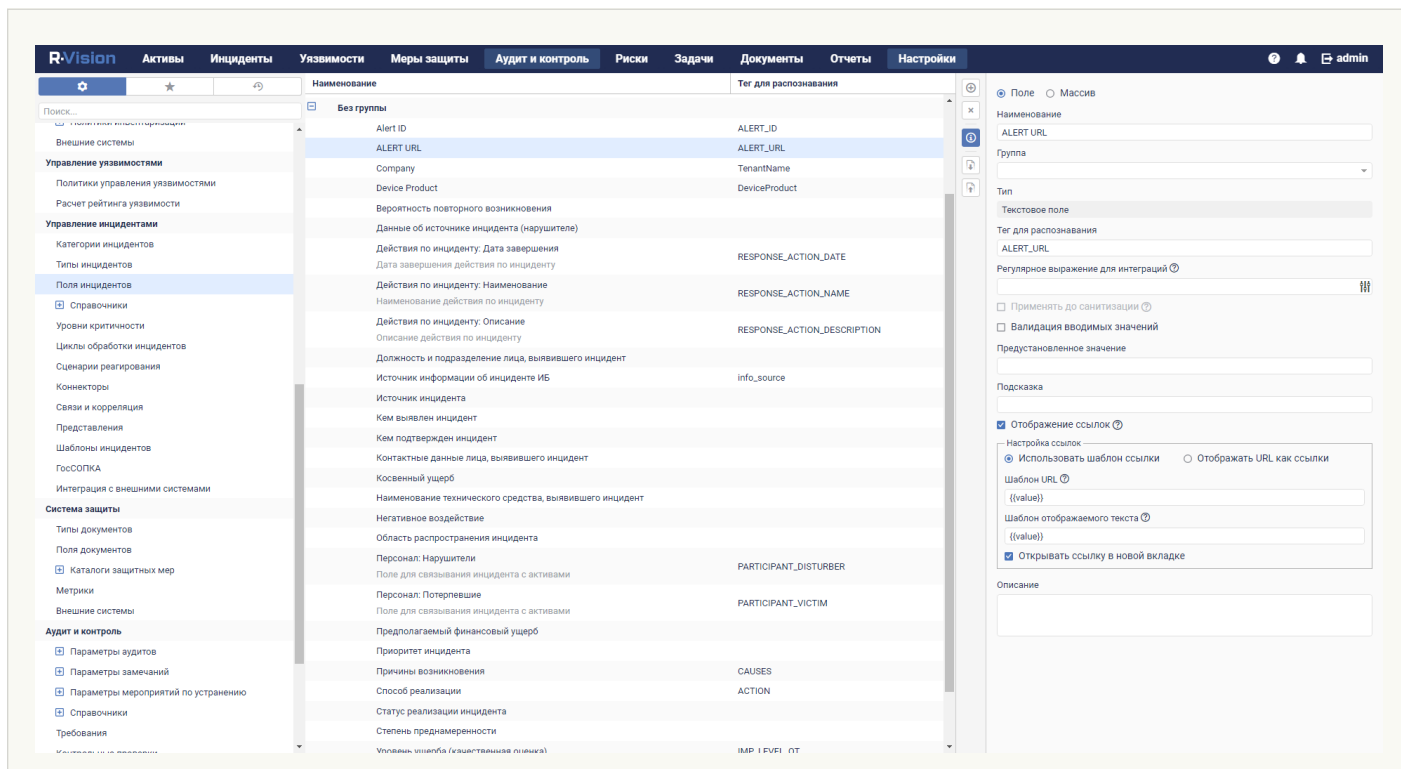 R·Vision Активы Инциденты Уязвимости Меры защиты Аудит и контроль Риски Задачи Документы Отчеты Настройки admin
Поиск...
Политики инвентаризации
Внешние системы
Управление уязвимостями
Политики управления уязвимостями
Расчет рейтинга уязвимости
Управление инцидентами
Категории инцидентов
Типы инцидентов
Поля инцидентов
Справочники
Уровни критичности
Циклы обработки инцидентов
Сценарии реагирования
Коннекторы
Связи и корреляция
Представления
Шаблоны инцидентов
ГосСОПКА
Интеграция с внешними системами
Система защиты
Типы документов
Поля документов
Каталоги защитных мер
Метрики
Внешние системы
Аудит и контроль
Параметры аудитов
Параметры замечаний
Параметры мероприятий по устранению
Справочники
Требования
Контрольные проверки
Наименование Тег для распознавания
Без группы
Alert ID ALERT_ID
ALERT URL ALERT_URL
Company TenantName
Device Product DeviceProduct
Вероятность повторного возникновения
Данные об источнике инцидента (нарушителе)
Действия по инциденту: Дата завершения
Дата завершения действия по инциденту
RESPONSE_ACTION_DATE
Действия по инциденту: Наименование
Наименование действия по инциденту
RESPONSE_ACTION_NAME
Действия по инциденту: Описание
Описание действия по инциденту
RESPONSE_ACTION_DESCRIPTION
Должность и подразделение лица, выявившего инцидент
Источник информации об инциденте ИБ info_source
Источник инцидента
Кем выявлен инцидент
Кем подтвержден инцидент
Контактные данные лица, выявившего инцидент
Косвенный ущерб
Наименование технического средства, выявившего инцидент
Негативное воздействие
Область распространения инцидента
Персонал: Нарушители
Поле для связывания инцидента с активами
PARTICIPANT_DISTURBER
Персонал: Потерпевшие
Поле для связывания инцидента с активами
PARTICIPANT_VICTIM
Предполагаемый финансовый ущерб
Приоритет инцидента
Причины возникновения CAUSES
Способ реализации ACTION
Статус реализации инцидента
Степень преднамеренности
Уровень ущерба (качественная оценка) IMP_LEVEL_OT
Поле Массив
Наименование
ALERT URL
Группа
Тип
Текстовое поле
Тег для распознавания
ALERT_URL
Регулярное выражение для интеграций
Применять до санитизации
Валидация вводимых значений
Предустановленное значение
Подсказка
Отображение ссылок
Настройка ссылок
Использовать шаблон ссылки Отображать URL как ссылки
Шаблон URL
{{value}}
Шаблон отображаемого текста
{{value}}
Открывать ссылку в новой вкладке
Описание